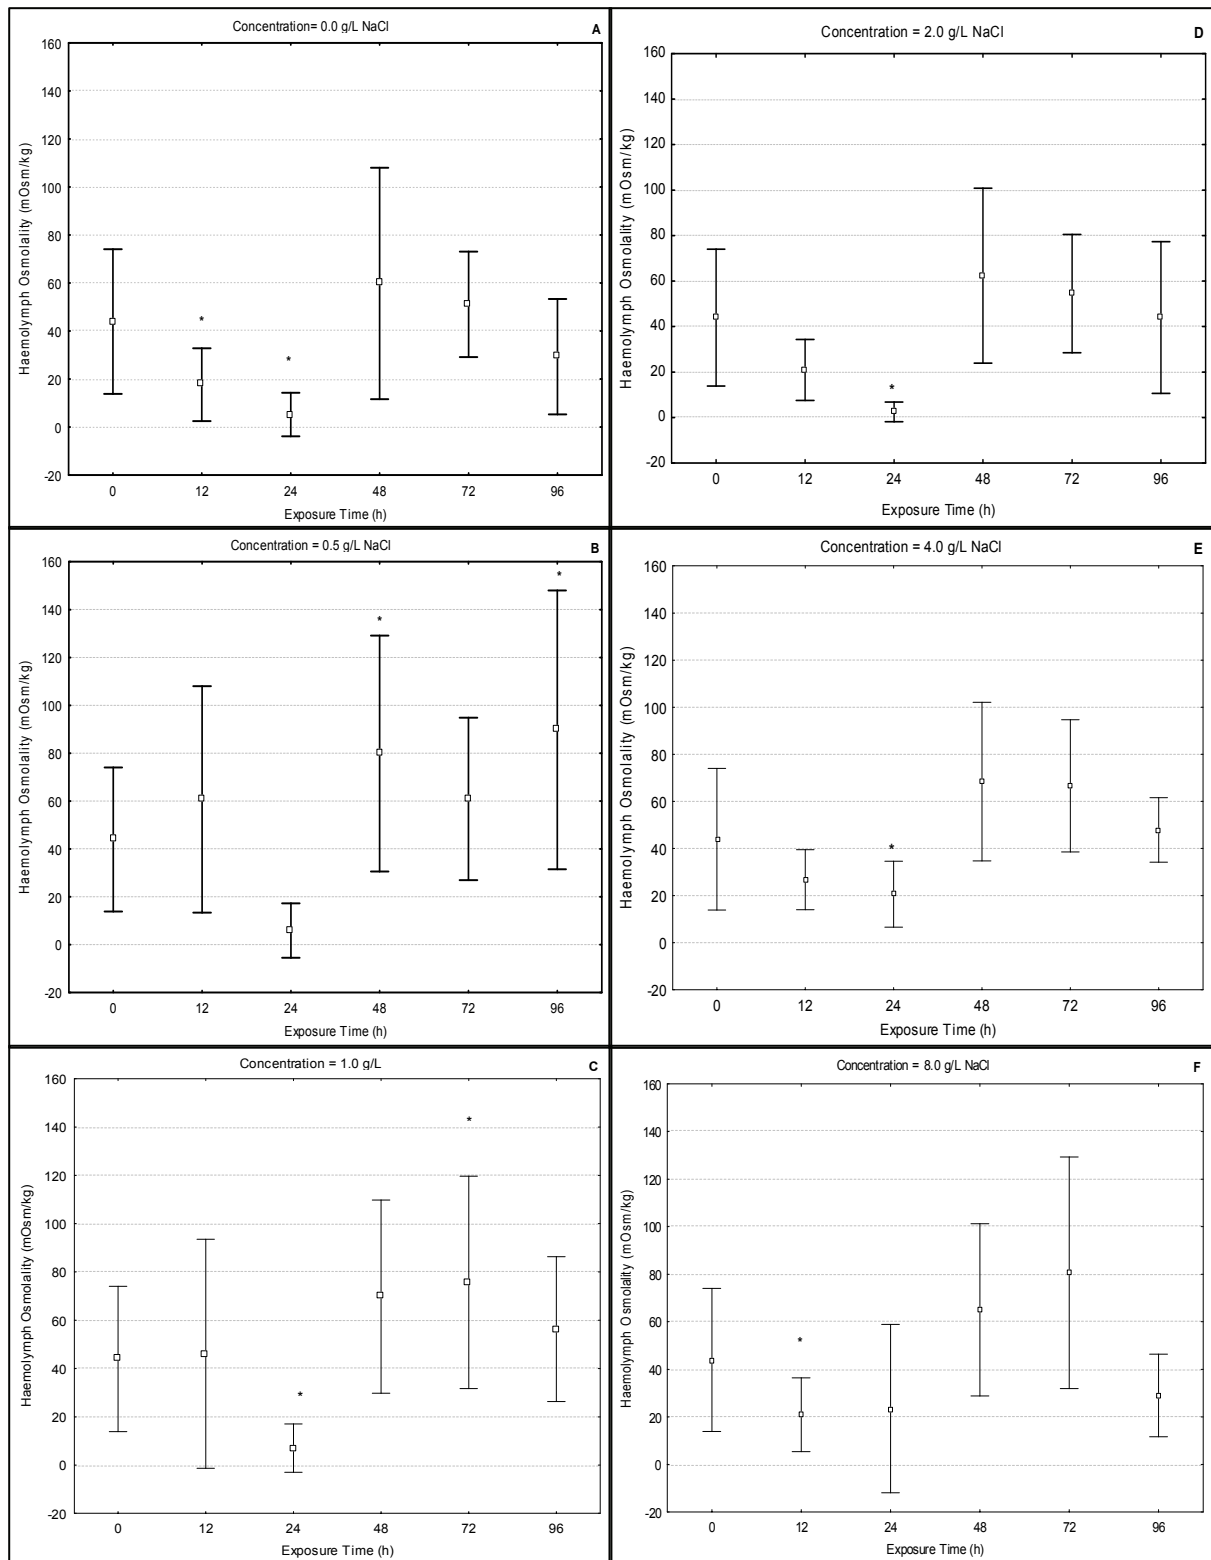 Concentration= 0.0 g/L NaCl
A
Haemolymph Osmolality (mOsm/kg)
160
140
120
100
80
60
40
20
0
-20
*
*
0 12 24 48 72 96
Exposure Time (h)
Concentration = 0.5 g/L NaCl
B
Haemolymph Osmolality (mOsm/kg)
160
140
120
100
80
60
40
20
0
-20
*
*
0 12 24 48 72 96
Exposure Time (h)
Concentration = 1.0 g/L
C
Haemolymph Osmolality (mOsm/kg)
160
140
120
100
80
60
40
20
0
-20
*
*
0 12 24 48 72 96
Exposure Time (h)
Concentration = 2.0 g/L NaCl
D
Haemolymph Osmolality (mOsm/kg)
160
140
120
100
80
60
40
20
0
-20
*
0 12 24 48 72 96
Exposure Time (h)
Concentration = 4.0 g/L NaCl
E
Haemolymph Osmolality (mOsm/kg)
160
140
120
100
80
60
40
20
0
-20
*
0 12 24 48 72 96
Exposure Time (h)
Concentration = 8.0 g/L NaCl
F
Haemolymph Osmolality (mOsm/kg)
160
140
120
100
80
60
40
20
0
-20
*
0 12 24 48 72 96
Exposure Time (h)